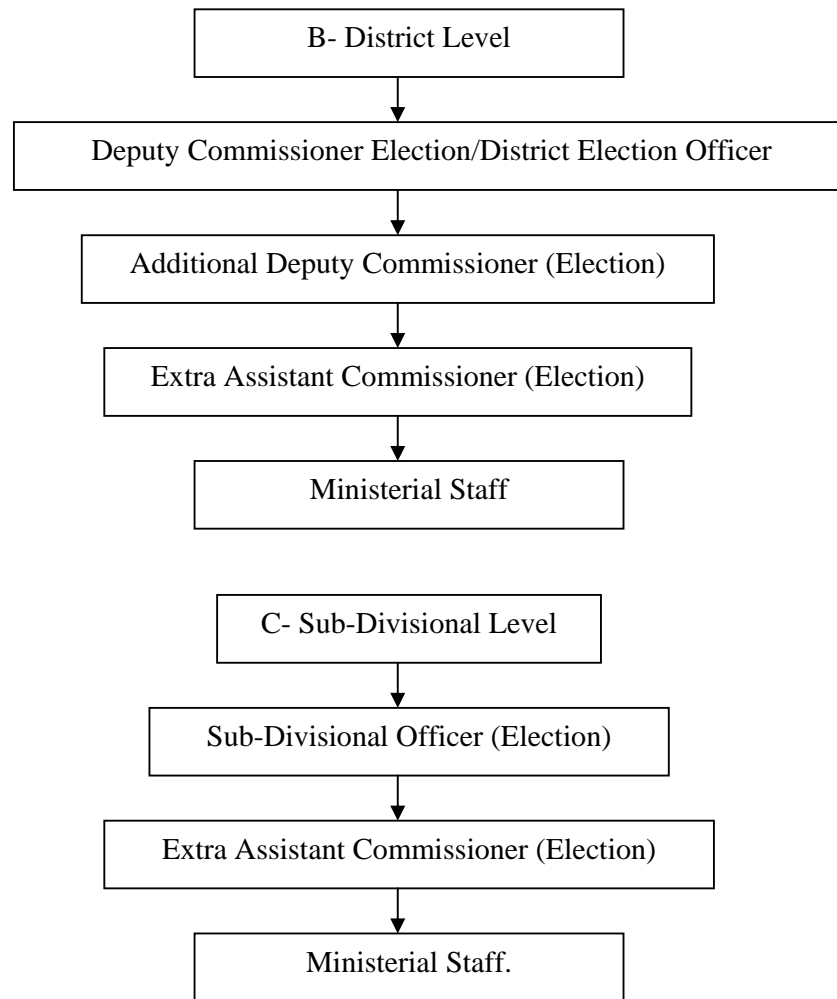 B- District Level
Deputy Commissioner Election/District Election Officer
Additional Deputy Commissioner (Election)
Extra Assistant Commissioner (Election)
Ministerial Staff
C- Sub-Divisional Level
Sub-Divisional Officer (Election)
Extra Assistant Commissioner (Election)
Ministerial Staff.